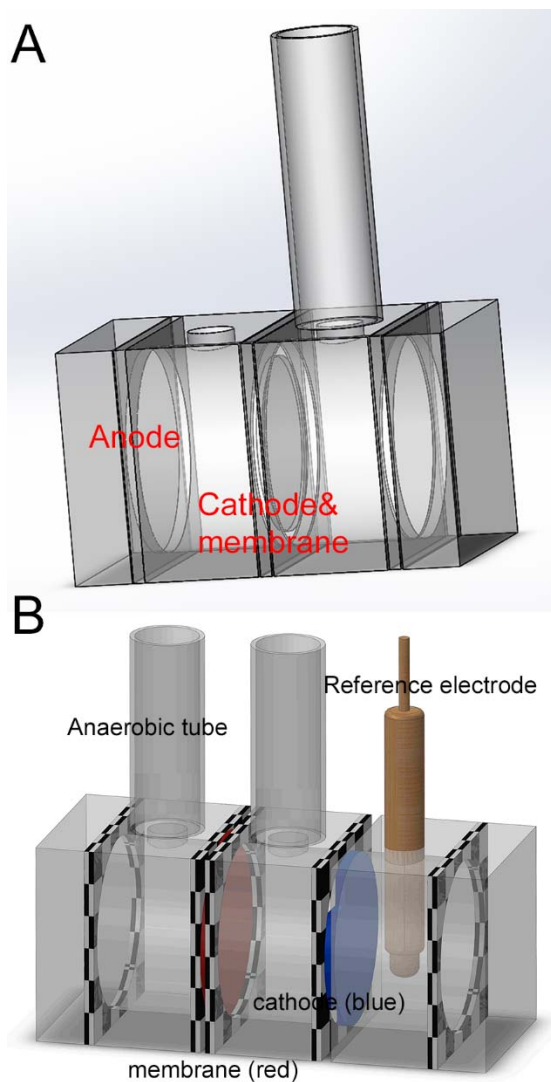 A
Anode
Cathode&
membrane
B
Reference electrode
Anaerobic tube
cathode (blue)
membrane (red)